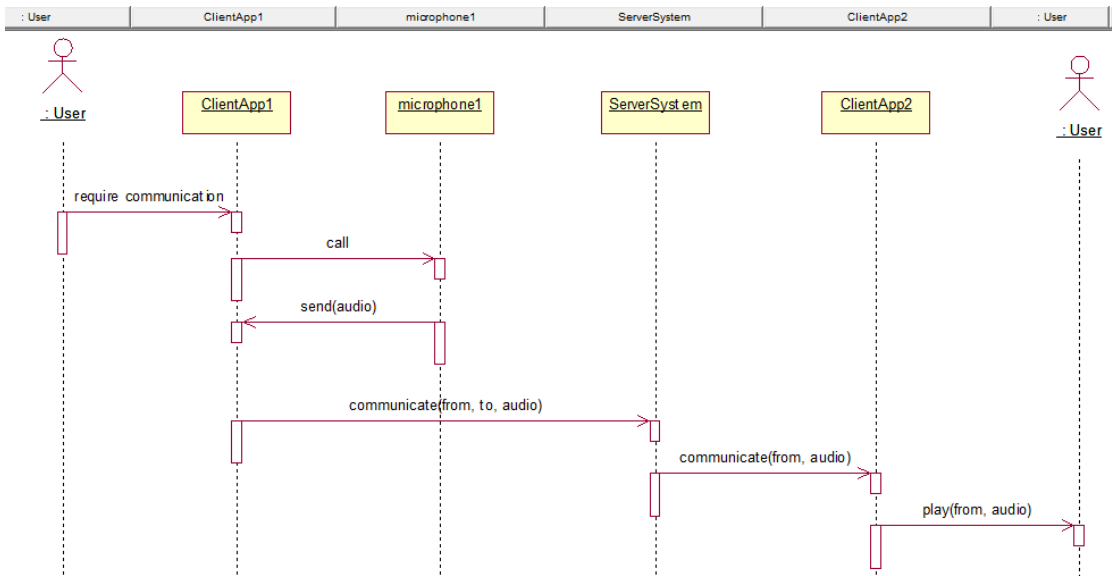 : User
ClientApp1
microphone1
ServerSystem
ClientApp2
: User
: User
ClientApp1
microphone1
ServerSystem
ClientApp2
: User
require communication
call
send(audio)
communicate(from, to, audio)
communicate(from, audio)
play(from, audio)